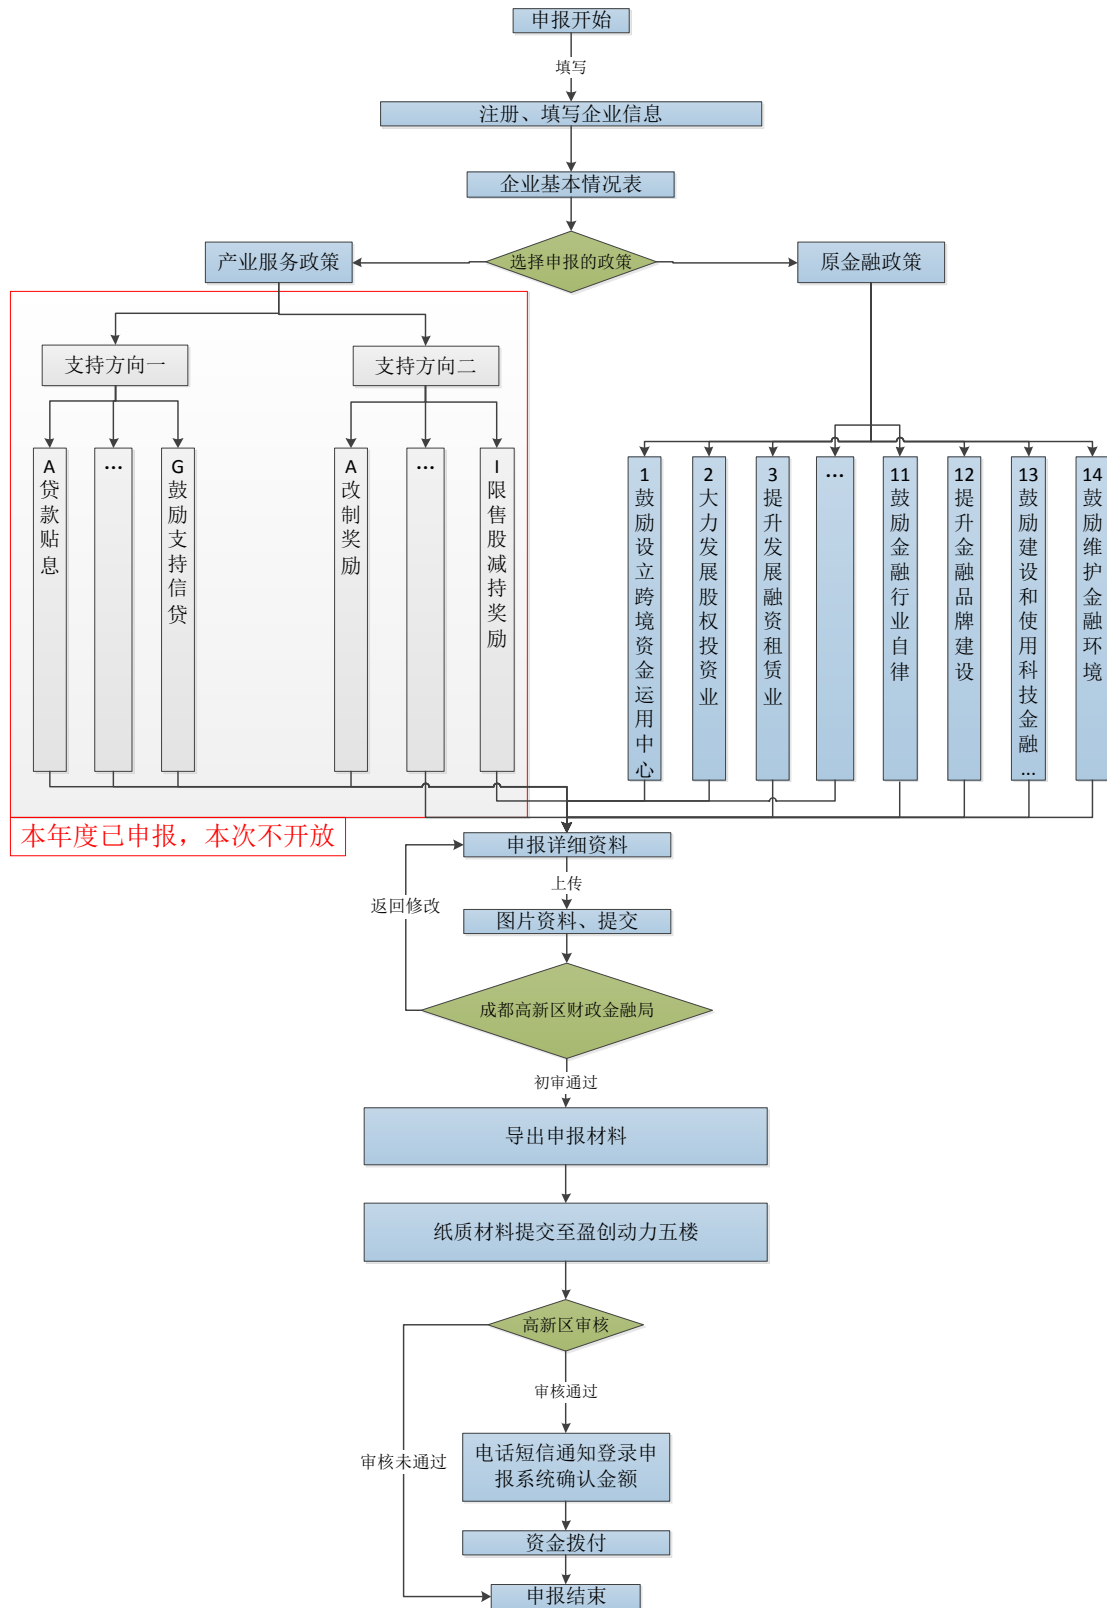 申报开始
填写
注册、填写企业信息
企业基本情况表
选择申报的政策
产业服务政策
原金融政策
支持方向一
支持方向二
A贷款贴息
...
G鼓励支持信贷
A改制奖励
...
I限售股减持奖励
1鼓励设立跨境资金运用中心
2大力发展股权投资业
3提升发展融资租赁业
...
11鼓励金融行业自律
12提升金融品牌建设
13鼓励建设和使用科技金融...
14鼓励维护金融环境
本年度已申报，本次不开放
申报详细资料
上传
返回修改
图片资料、提交
成都高新区财政金融局
初审通过
导出申报材料
纸质材料提交至盈创动力五楼
高新区审核
审核通过
审核未通过
电话短信通知登录申
报系统确认金额
资金拨付
申报结束